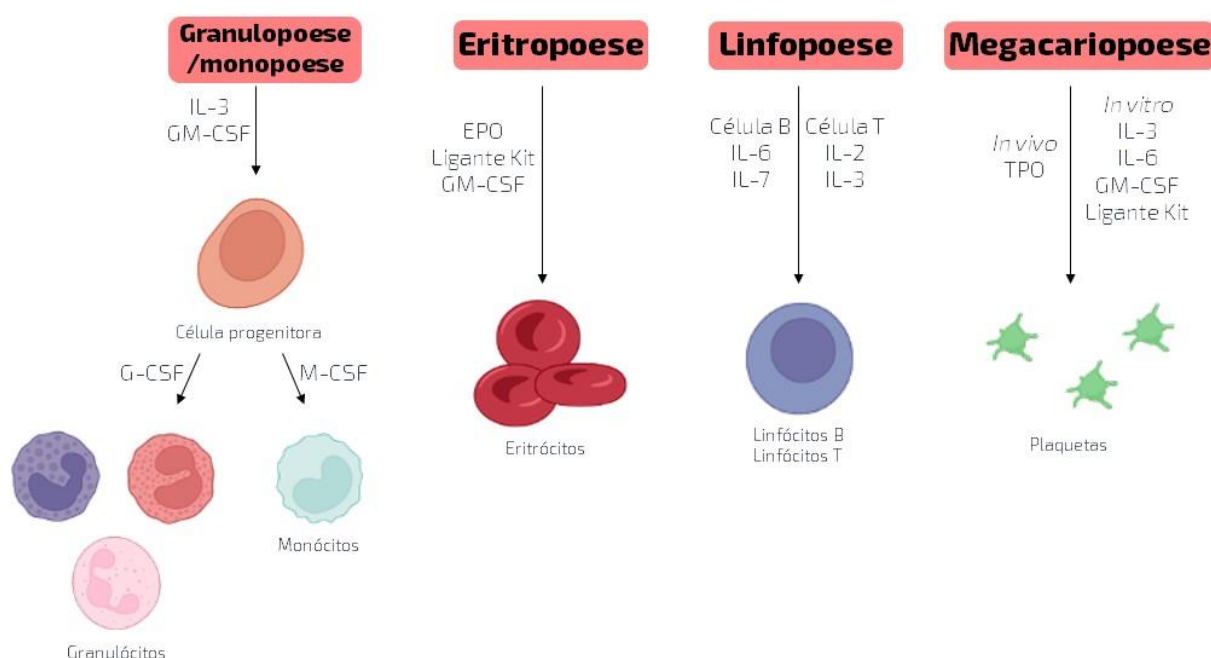 Granulopoese
/monopoese
IL-3
GM-CSF
Célula progenitora
G-CSF
M-CSF
Monócitos
Granulócitos
Eritropoese
EPO
Ligante Kit
GM-CSF
Eritrócitos
Linfopoese
Célula B
IL-6
IL-7
Célula T
IL-2
IL-3
Linfócitos B
Linfócitos T
Megacariopoese
In vivo
TPO
In vitro
IL-3
IL-6
GM-CSF
Ligante Kit
Plaquetas